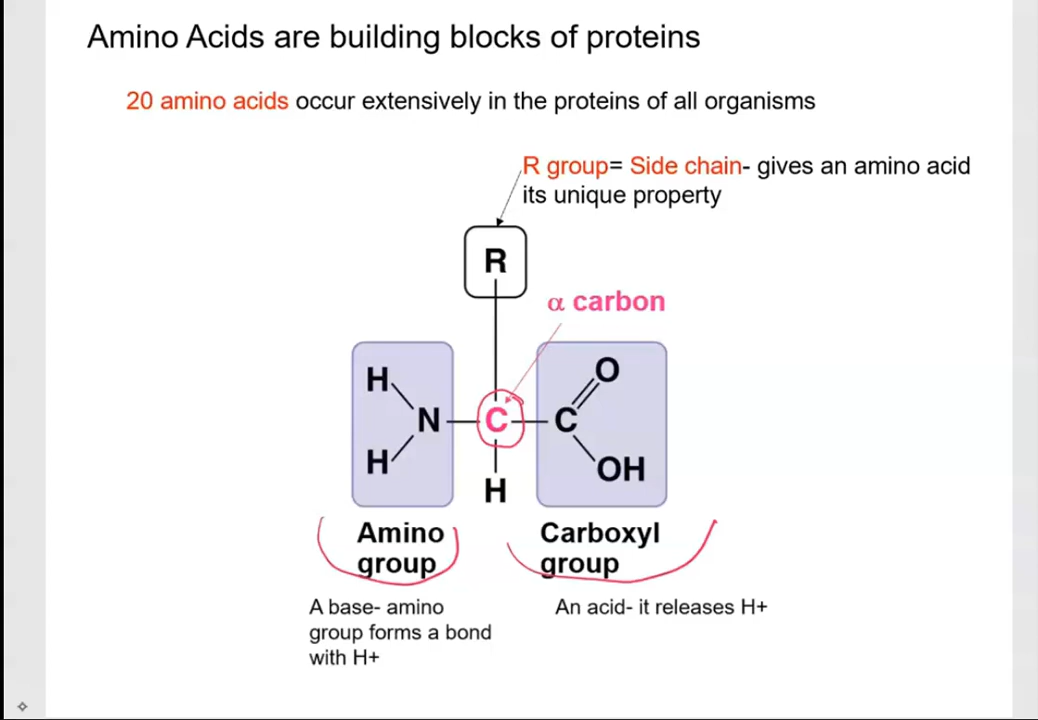 Amino Acids are building blocks of proteins
20 amino acids occur extensively in the proteins of all organisms
R group= Side chain- gives an amino acid
its unique property
R
α carbon
H
O
N
C
C
H
OH
H
Amino
group
Carboxyl
group
A base- amino
group forms a bond
with H+
An acid- it releases H+